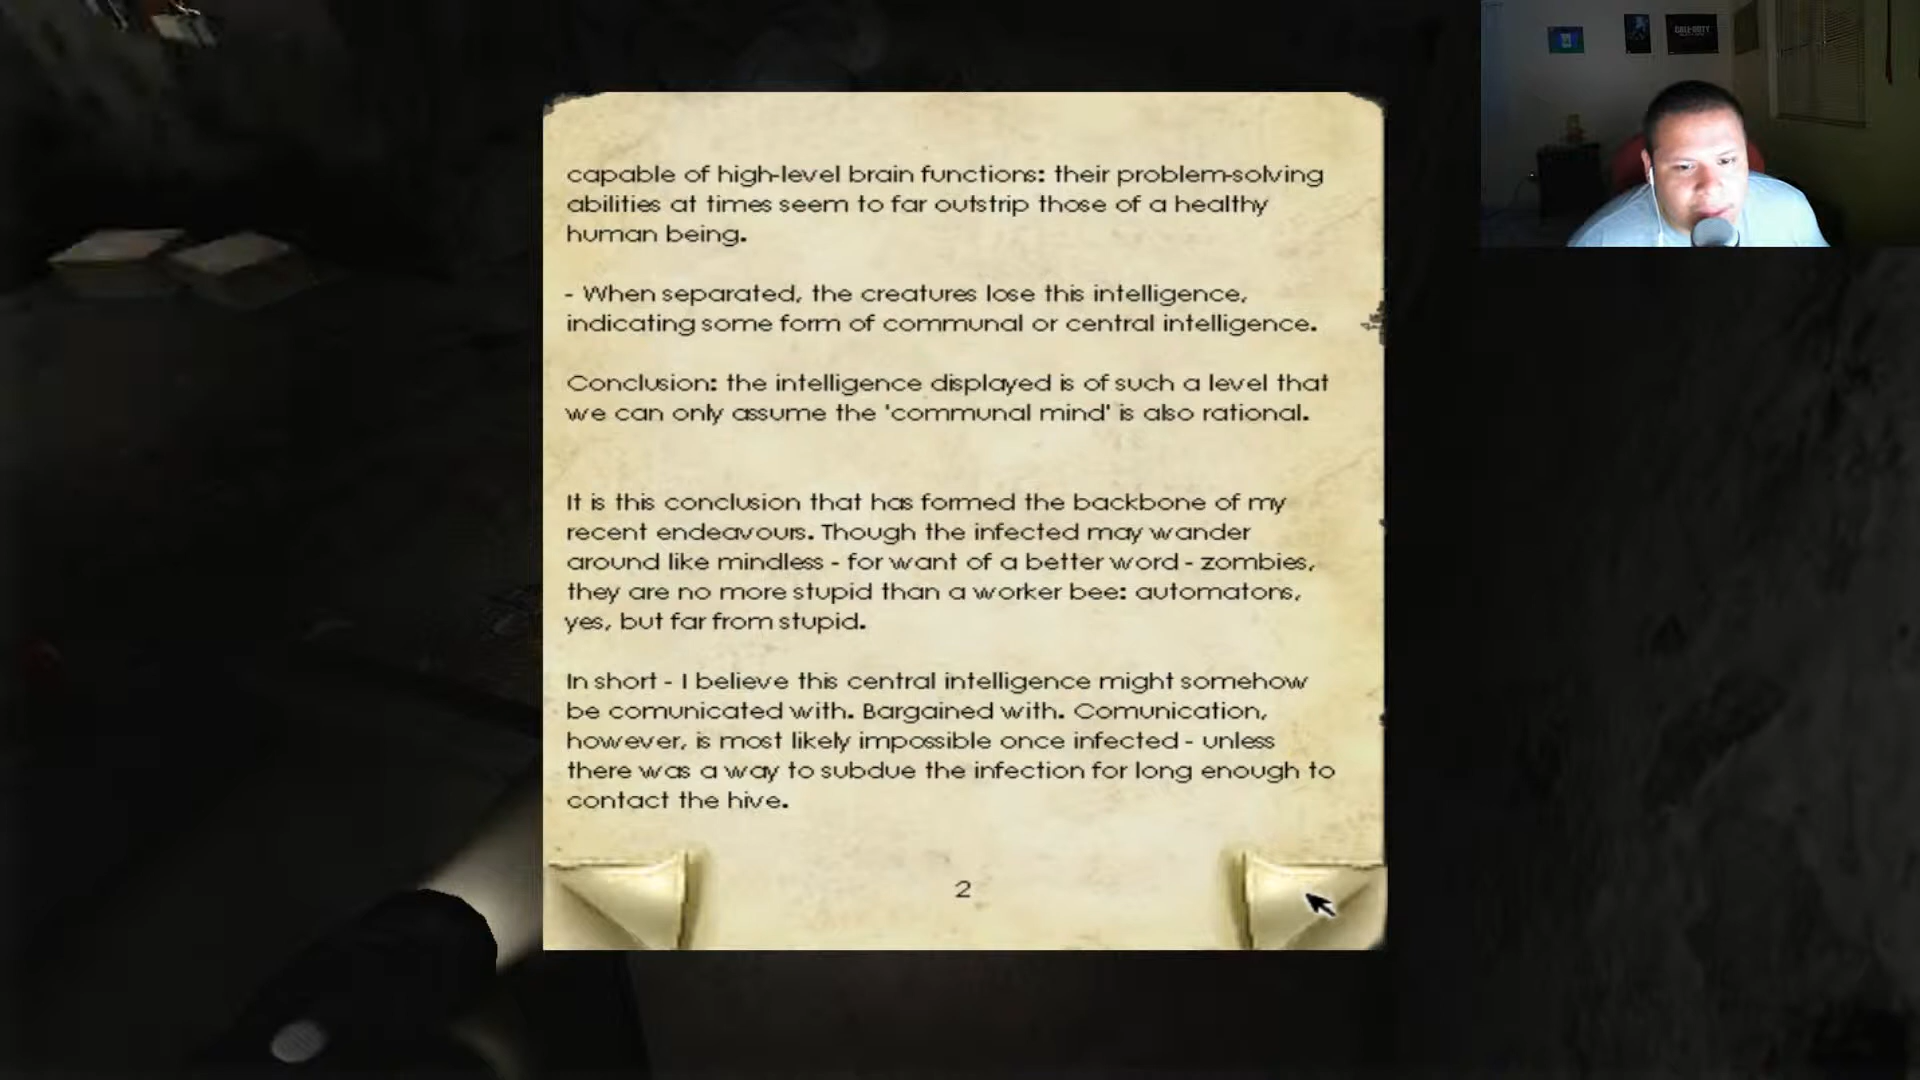 CALL OF DUTY
capable of high-level brain functions: their problem-solving
abilities at times seem to far outstrip those of a healthy
human being.
- When separated, the creatures lose this intelligence,
indicating some form of communal or central intelligence.
Conclusion: the intelligence displayed is of such a level that
we can only assume the 'communal mind' is also rational.
It is this conclusion that has formed the backbone of my
recent endeavours. Though the infected may wander
around like mindless - for want of a better word - zombies,
they are no more stupid than a worker bee: automatons,
yes, but far from stupid.
In short - I believe this central intelligence might somehow
be comunicated with. Bargained with. Comunication,
however, is most likely impossible once infected - unless
there was a way to subdue the infection for long enough to
contact the hive.
2